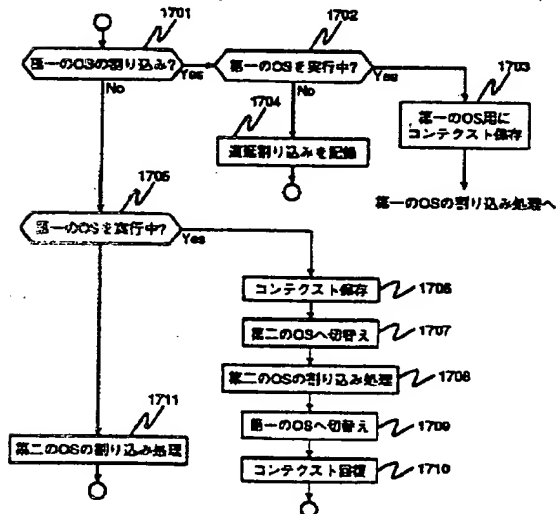 1701
第一のOSの割り込み?
Yes
No
1702
第一のOSを実行中?
Yes
No
1703
第一のOS用に
コンテクスト保存
第一のOSの割り込み処理へ
1704
遅延割り込みを記録
1705
第一のOSを実行中?
Yes
コンテクスト保存
1706
第二のOSへ切替え
1707
第二のOSの割り込み処理
1708
第一のOSへ切替え
1709
コンテクスト回復
1710
1711
第二のOSの割り込み処理